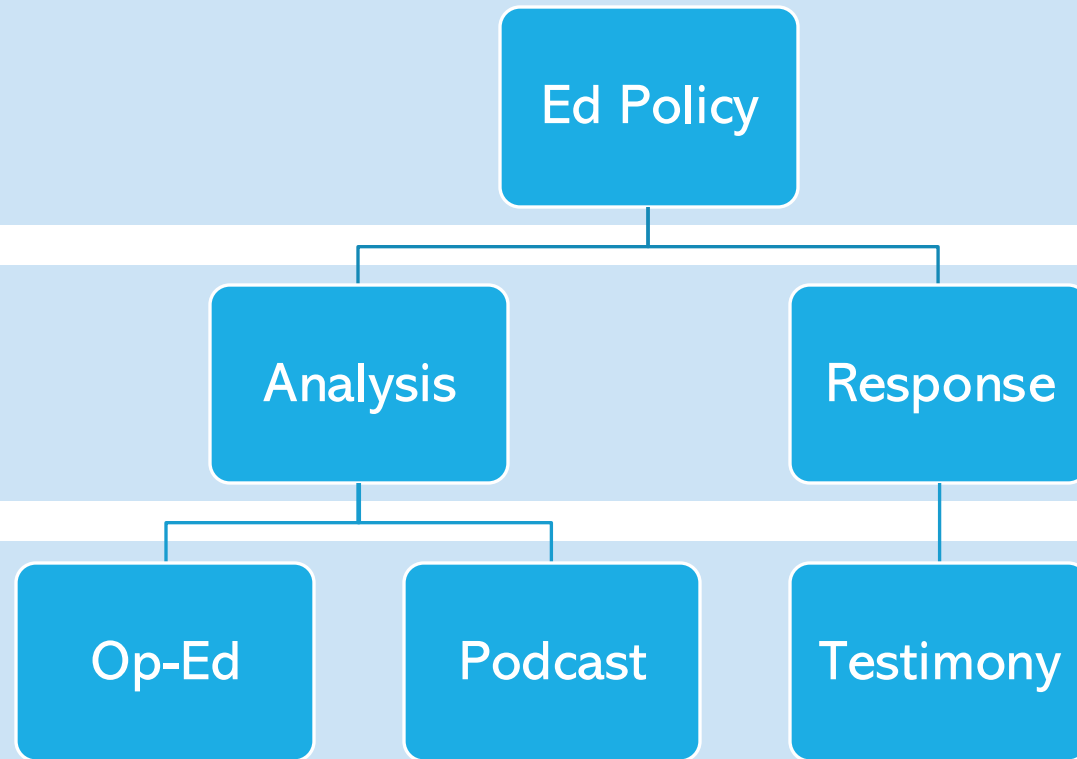 Ed Policy
Analysis
Response
Op-Ed
Podcast
Testimony